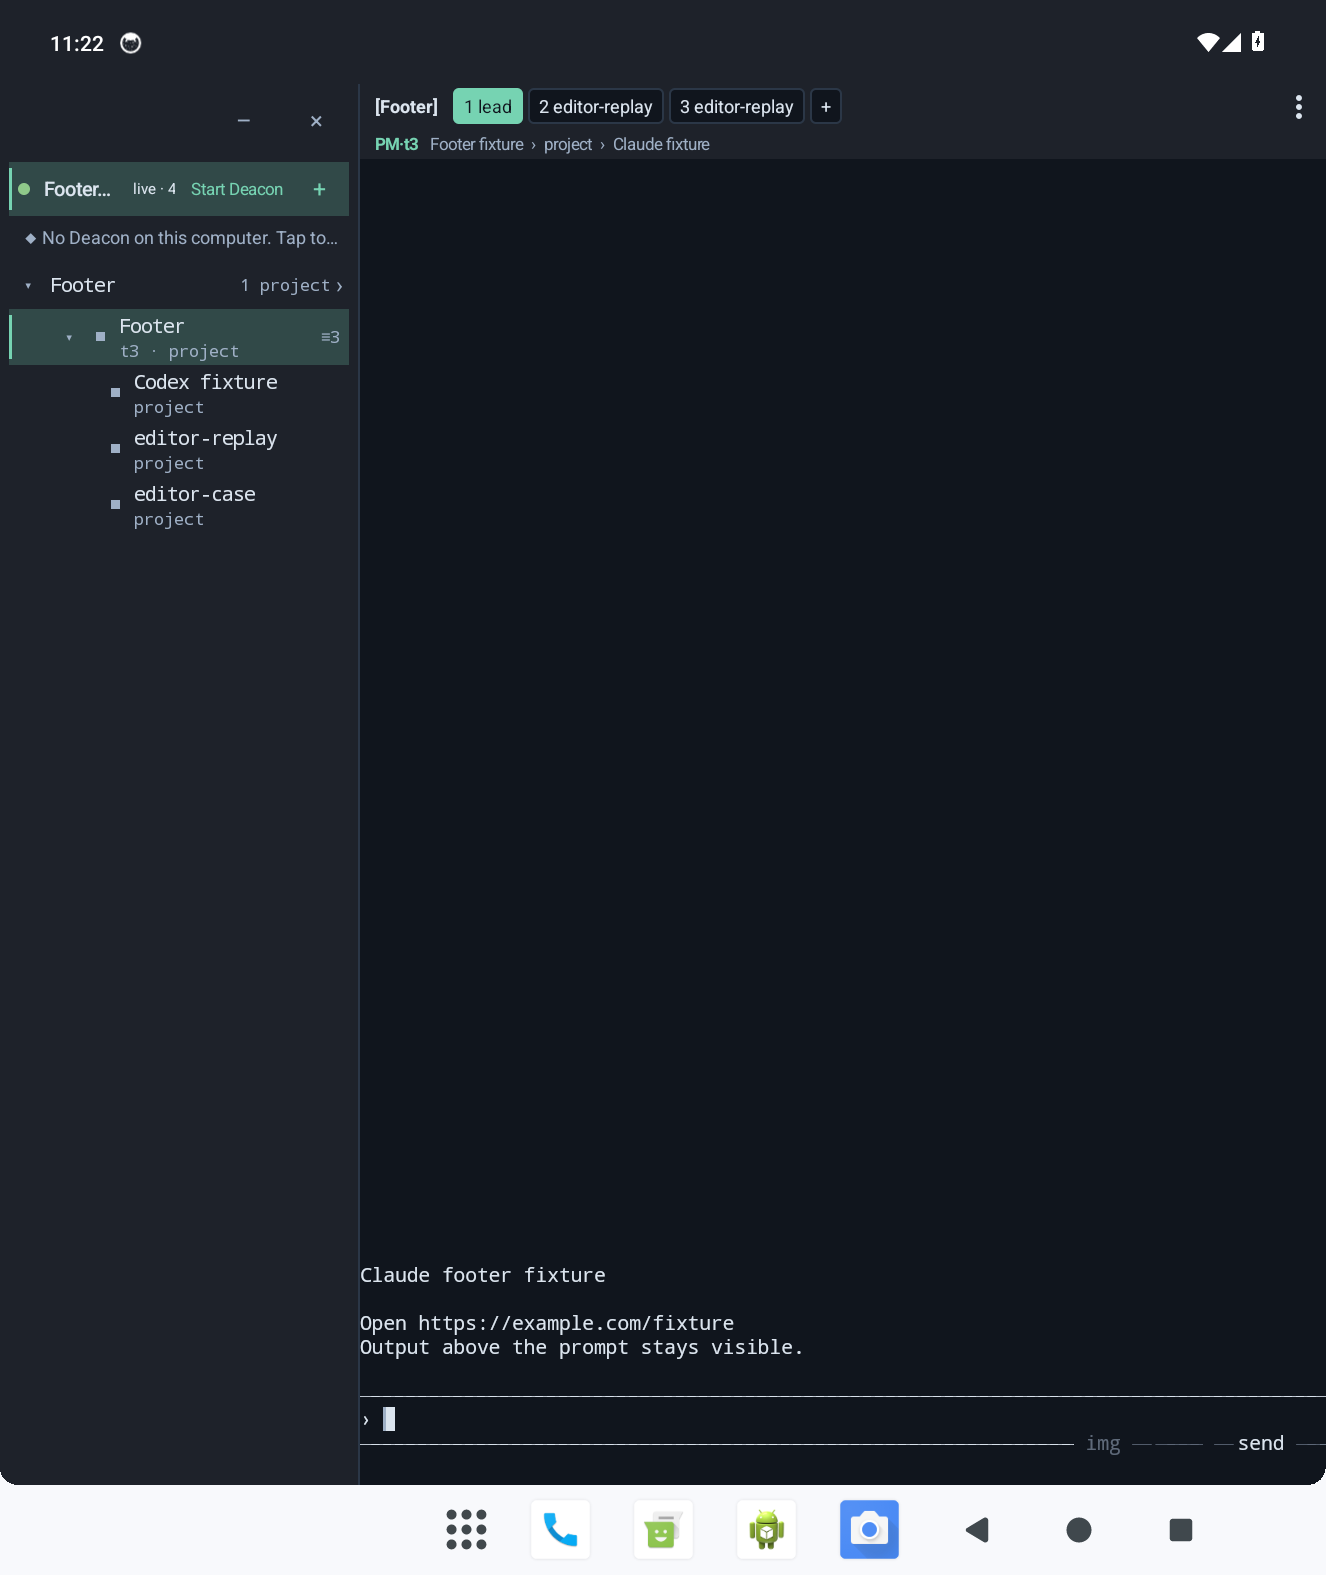 11:22
– ×
Footer... live · 4 Start Deacon +
◆ No Deacon on this computer. Tap to...
▾ Footer 1 project ›
▾ Footer ≡3
t3 · project
Codex fixture
project
editor-replay
project
editor-case
project
[Footer] 1 lead 2 editor-replay 3 editor-replay +
PM·t3 Footer fixture › project › Claude fixture
Claude footer fixture
Open https://example.com/fixture
Output above the prompt stays visible.
›
img send